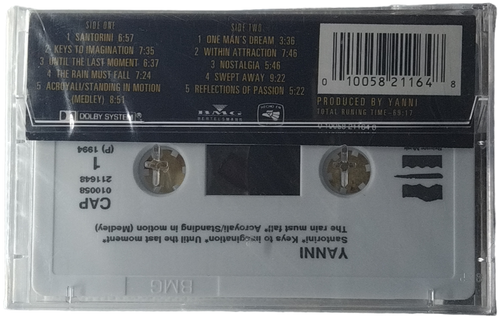 SIDE ONE
1 SANTORINI 6:57
2 KEYS TO IMAGINATION 7:35
3 UNTIL THE LAST MOMENT 6:37
4 THE RAIN MUST FALL 7:24
5 ACROYALI/STANDING IN MOTION
(MEDLEY) 8:51
SIDE TWO
1 ONE MAN'S DREAM 3:36
2 WITHIN ATTRACTION 7:46
3 NOSTALGIA 5:46
4 SWEPT AWAY 9:22
5 REFLECTIONS OF PASSION 5:22
DOLBY SYSTEM
BMG
0 10058 21164 8
PRODUCED BY YANNI
0 10058 21164 8
YANNI
Santorini* Keys to imagination* Until the last moment*
The rain must fall* Acroyali/Standing in motion (Medley)
CAP
010058
211648
1
(P) 1994
BMG